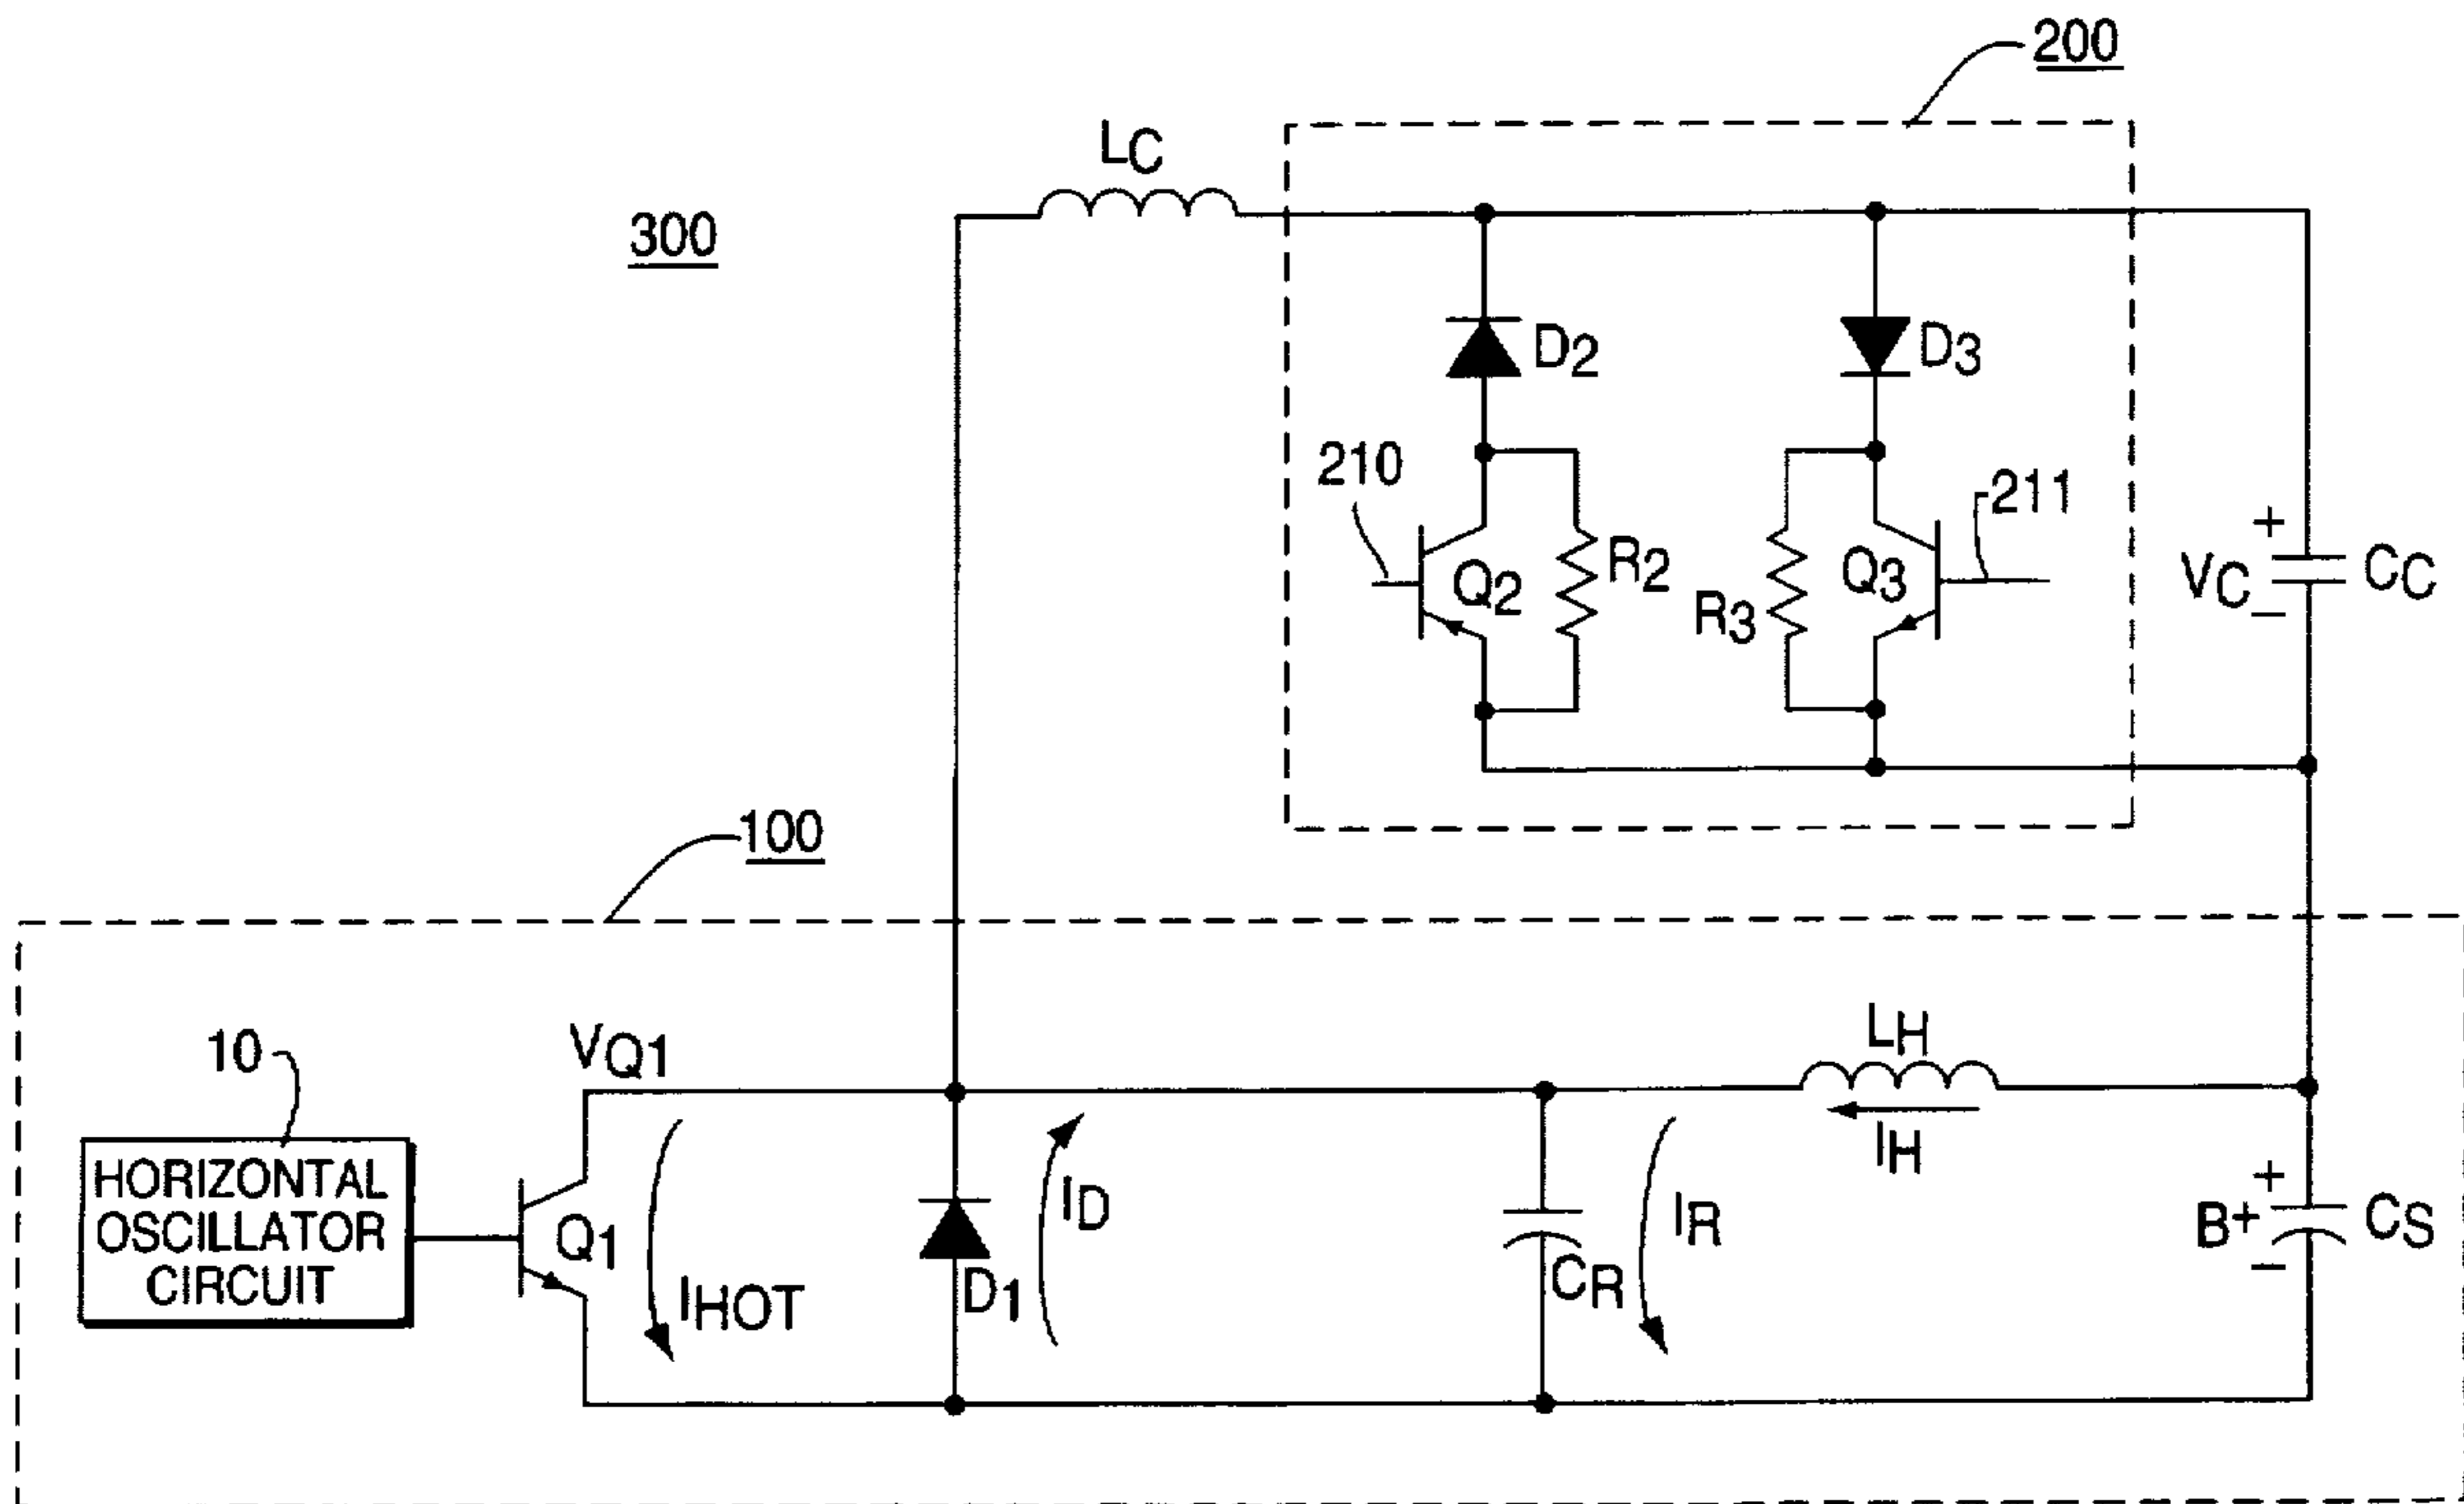 200
LC
300
D2
D3
210
211
Q2
R2
R3
Q3
+
VC
−
CC
100
10
VQ1
LH
IH
HORIZONTAL
OSCILLATOR
CIRCUIT
Q1
IHOT
D1
ID
CR
IR
+
B+
−
CS